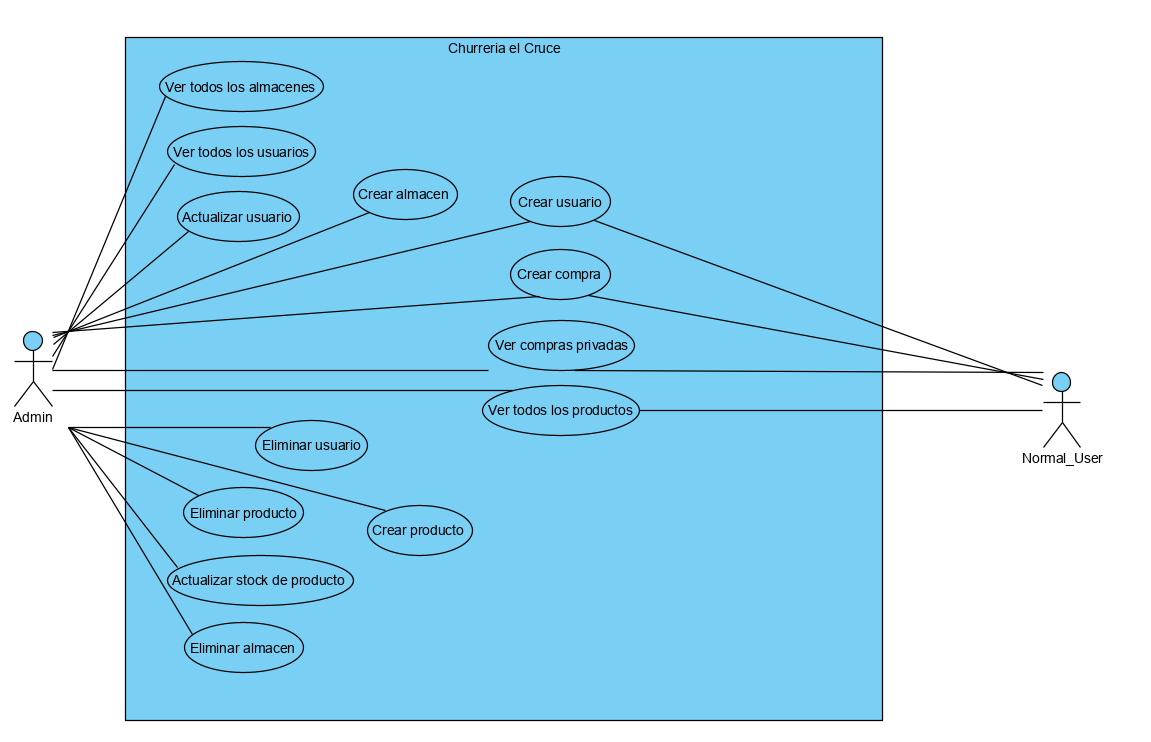 Churreria el Cruce
Ver todos los almacenes
Ver todos los usuarios
Crear almacen
Crear usuario
Actualizar usuario
Crear compra
Ver compras privadas
Admin
Ver todos los productos
Eliminar usuario
Normal_User
Eliminar producto
Crear producto
Actualizar stock de producto
Eliminar almacen